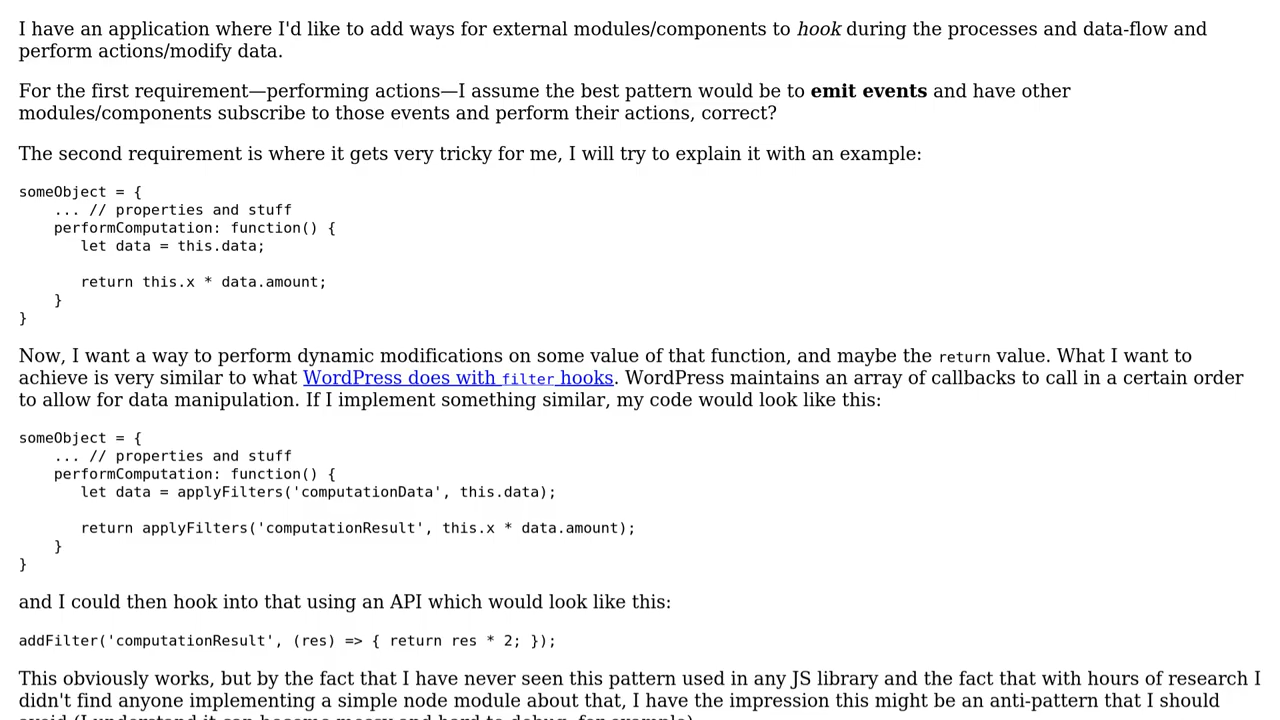 I have an application where I'd like to add ways for external modules/components to hook during the processes and data-flow and
perform actions/modify data.
For the first requirement—performing actions—I assume the best pattern would be to emit events and have other
modules/components subscribe to those events and perform their actions, correct?
The second requirement is where it gets very tricky for me, I will try to explain it with an example:
someObject = {
    ... // properties and stuff
    performComputation: function() {
       let data = this.data;
       return this.x * data.amount;
    }
}
Now, I want a way to perform dynamic modifications on some value of that function, and maybe the return value. What I want to
achieve is very similar to what WordPress does with filter hooks. WordPress maintains an array of callbacks to call in a certain order
to allow for data manipulation. If I implement something similar, my code would look like this:
someObject = {
    ... // properties and stuff
    performComputation: function() {
       let data = applyFilters('computationData', this.data);
       return applyFilters('computationResult', this.x * data.amount);
    }
}
and I could then hook into that using an API which would look like this:
addFilter('computationResult', (res) => { return res * 2; });
This obviously works, but by the fact that I have never seen this pattern used in any JS library and the fact that with hours of research I
didn't find anyone implementing a simple node module about that, I have the impression this might be an anti-pattern that I should
avoid (I understand it can become messy and hard to debug, for example).